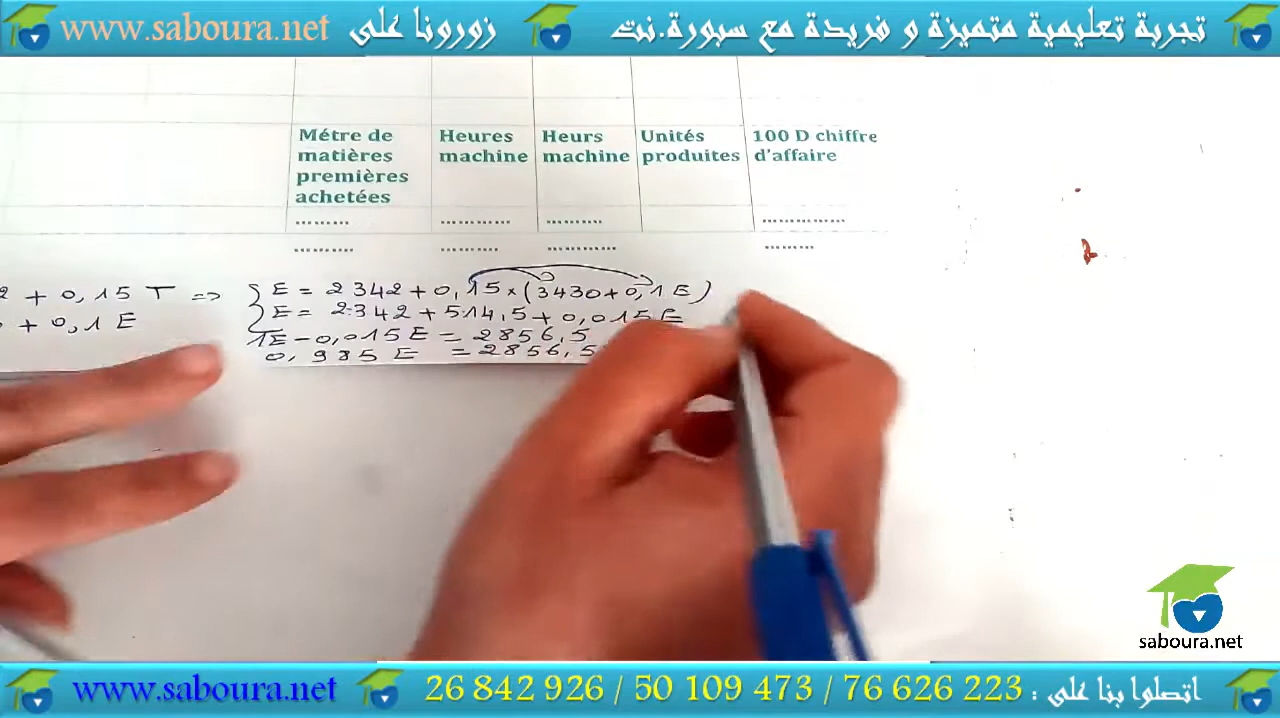 www.saboura.net زورونا على تجربة تعليمية متميزة و فريدة مع سبورة.نت
Métre de matières premières achetées
Heures machine
Heurs machine
Unités produites
100 D chiffre d'affaire
2 + 0,15 T => E = 2342 + 0,15 × (3430 + 0,1 E)
+ 0,1 E E = 2342 + 514,5 + 0,015 E
1E - 0,015 E = 2856,5
0,985 E = 2856,5
saboura.net
www.saboura.net 26 842 926 / 50 109 473 / 76 626 223 : اتصلوا بنا على